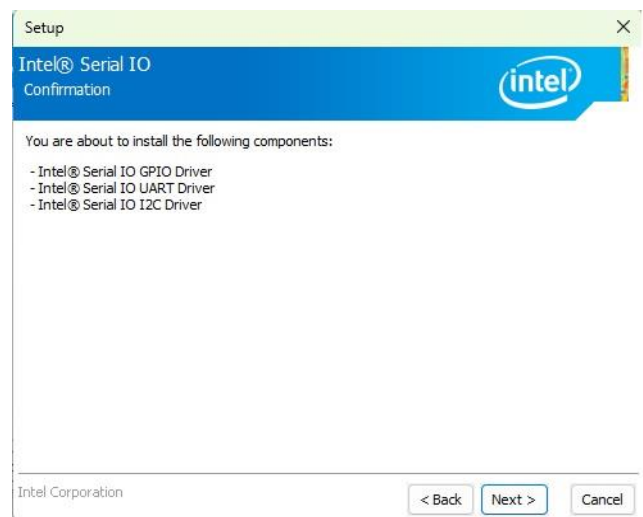 Setup
Intel® Serial IO
Confirmation
intel
You are about to install the following components:
- Intel® Serial IO GPIO Driver
- Intel® Serial IO UART Driver
- Intel® Serial IO I2C Driver
Intel Corporation
< Back Next > Cancel